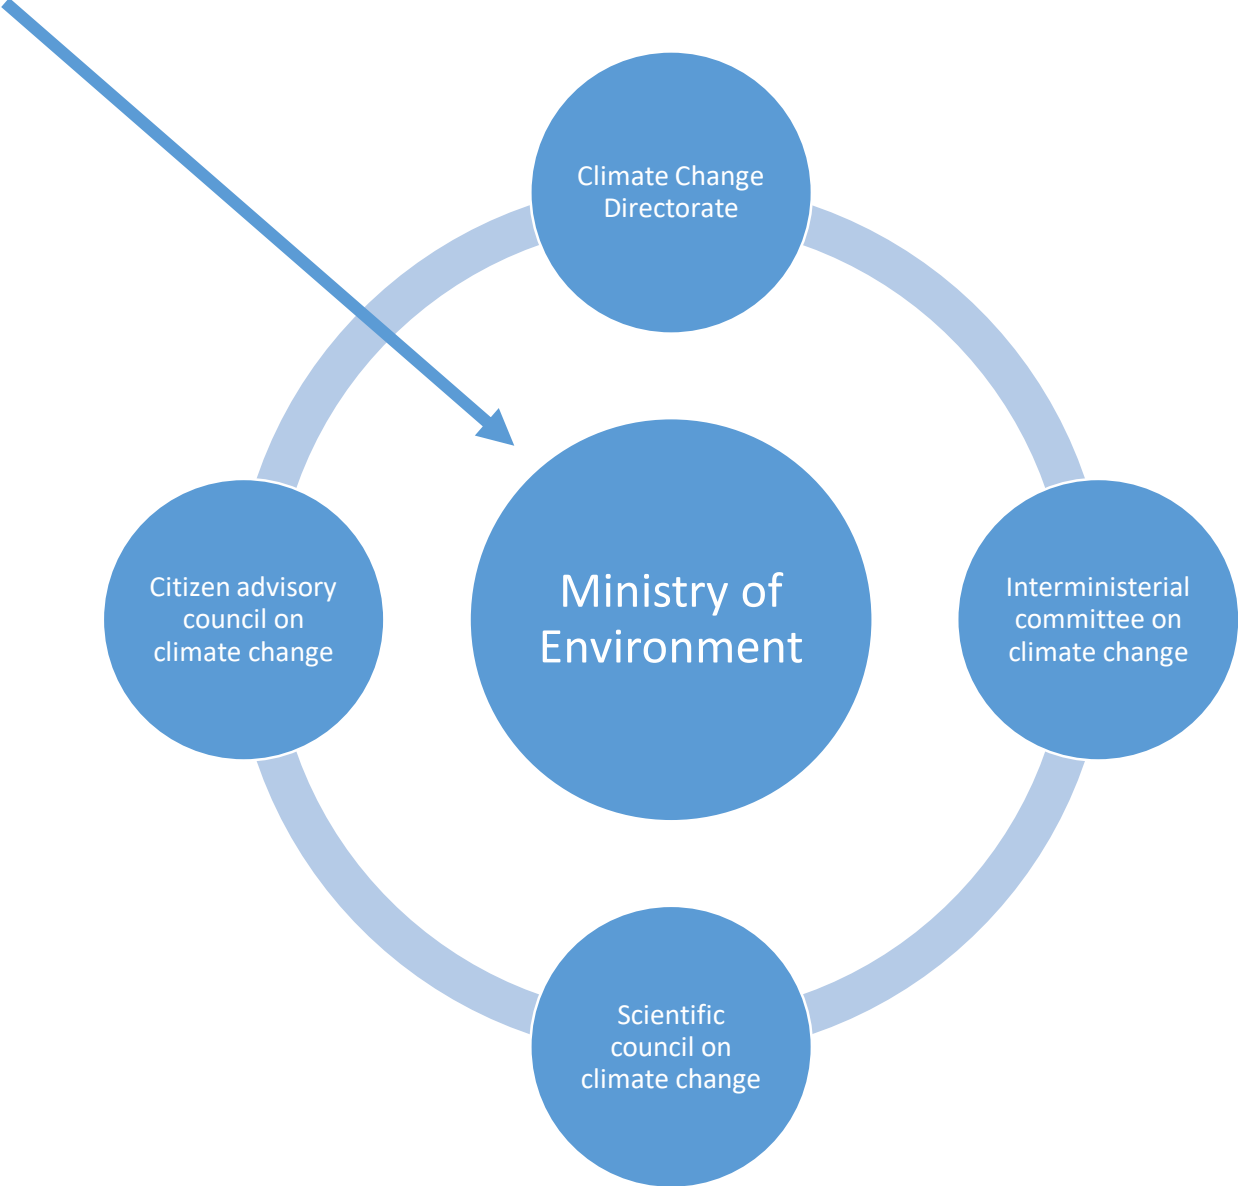 Climate Change
Directorate
Citizen advisory
council on
climate change
Ministry of
Environment
Interministerial
committee on
climate change
Scientific
council on
climate change